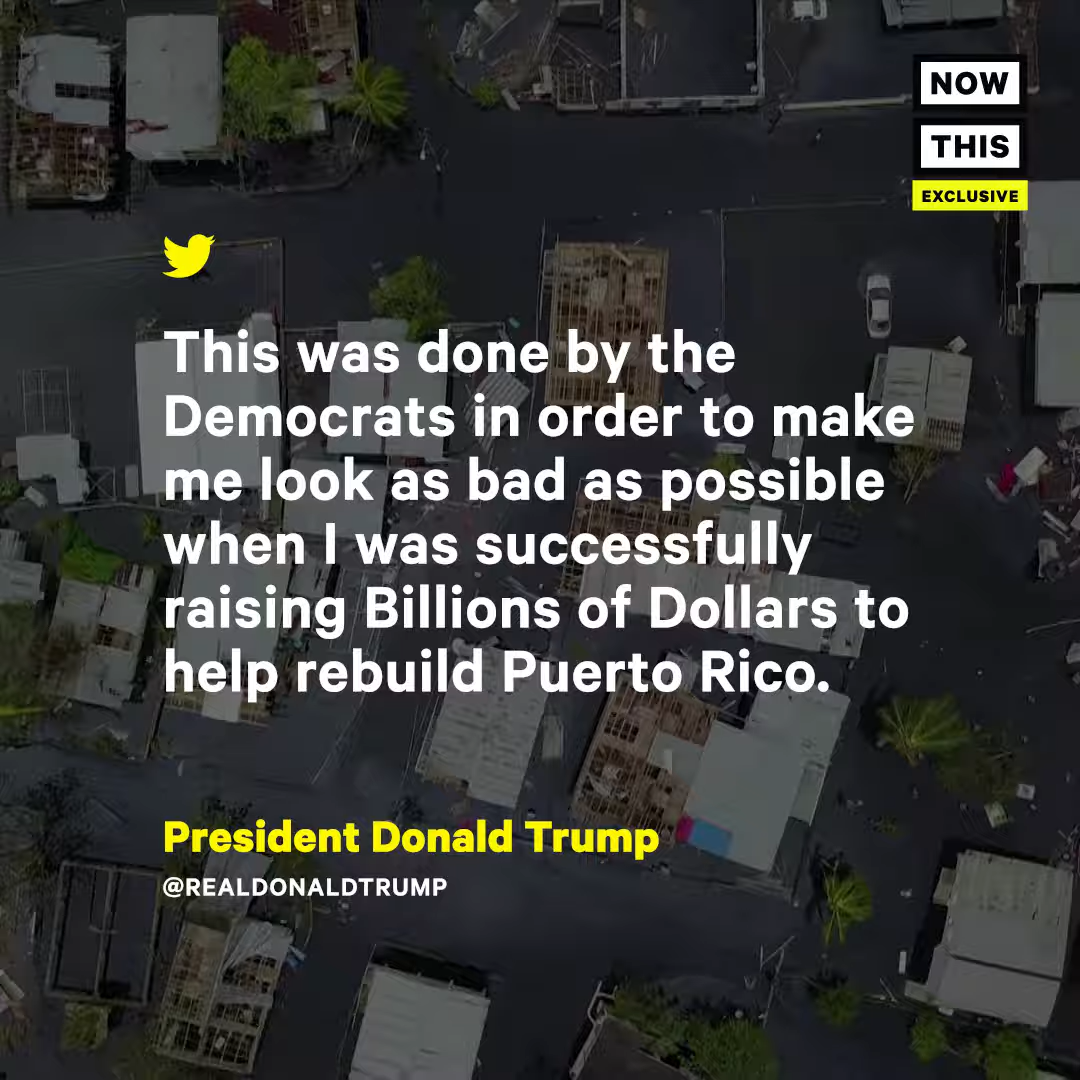 NOW
THIS
EXCLUSIVE
This was done by the
Democrats in order to make
me look as bad as possible
when I was successfully
raising Billions of Dollars to
help rebuild Puerto Rico.
President Donald Trump
@REALDONALDTRUMP